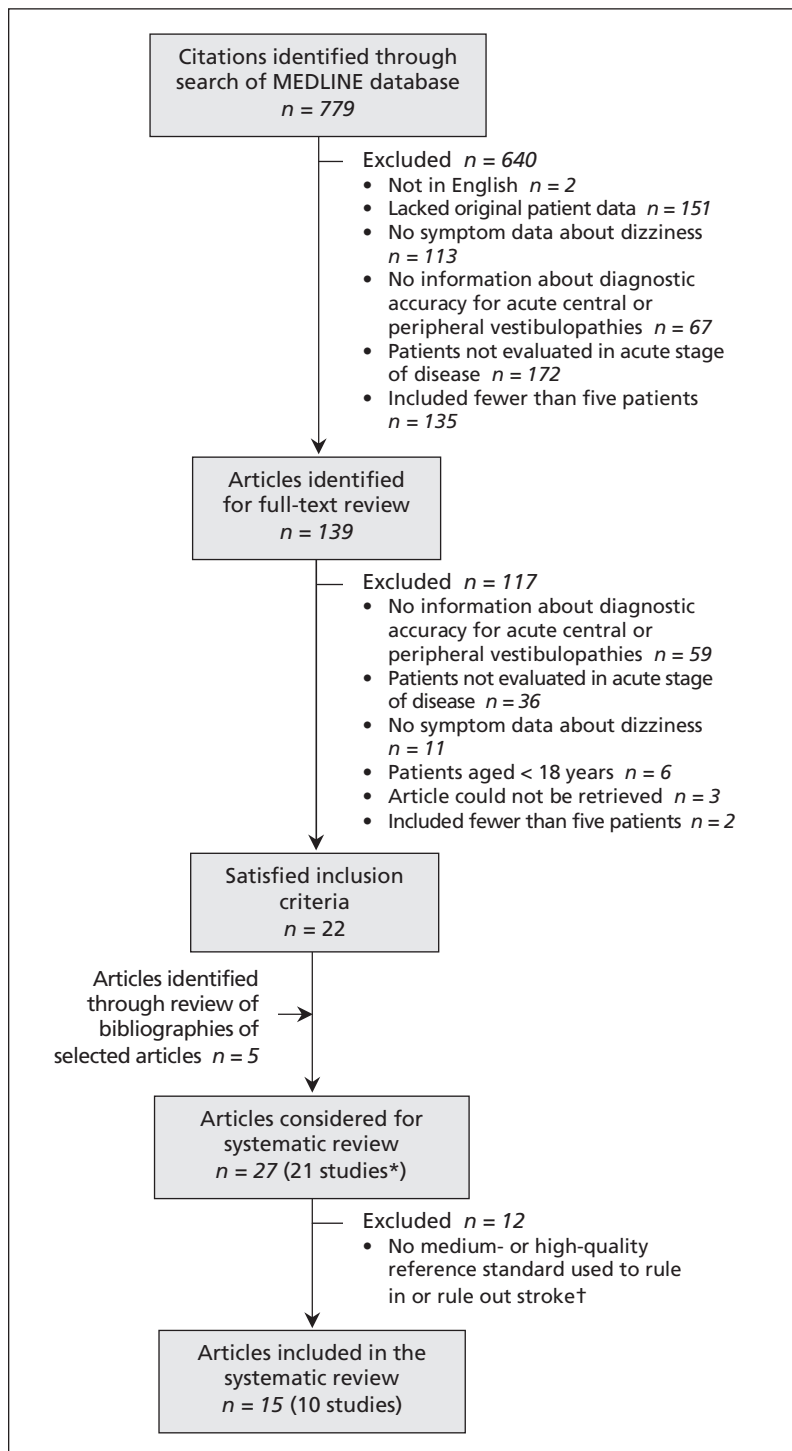 Citations identified through
search of MEDLINE database
n = 779
Excluded n = 640
• Not in English n = 2
• Lacked original patient data n = 151
• No symptom data about dizziness
n = 113
• No information about diagnostic
accuracy for acute central or
peripheral vestibulopathies n = 67
• Patients not evaluated in acute stage
of disease n = 172
• Included fewer than five patients
n = 135
Articles identified
for full-text review
n = 139
Excluded n = 117
• No information about diagnostic
accuracy for acute central or
peripheral vestibulopathies n = 59
• Patients not evaluated in acute stage
of disease n = 36
• No symptom data about dizziness
n = 11
• Patients aged < 18 years n = 6
• Article could not be retrieved n = 3
• Included fewer than five patients n = 2
Satisfied inclusion
criteria
n = 22
Articles identified
through review of
bibliographies of
selected articles n = 5
Articles considered for
systematic review
n = 27 (21 studies*)
Excluded n = 12
• No medium- or high-quality
reference standard used to rule
in or rule out stroke†
Articles included in the
systematic review
n = 15 (10 studies)